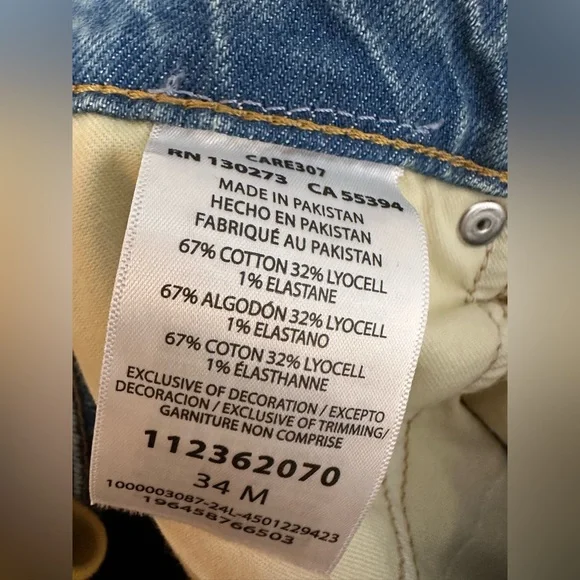 CARE307
RN 130273 CA 55394
MADE IN PAKISTAN
HECHO EN PAKISTAN
FABRIQUÉ AU PAKISTAN
67% COTTON 32% LYOCELL
1% ELASTANE
67% ALGODÓN 32% LYOCELL
1% ELASTANO
67% COTON 32% LYOCELL
1% ÉLASTHANNE
EXCLUSIVE OF DECORATION / EXCEPTO
DECORACION / EXCLUSIVE OF TRIMMING/
GARNITURE NON COMPRISE
112362070
34 M
1000003087-24L-4501229423
196458766503